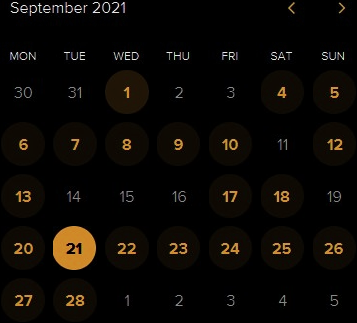 September 2021
MON TUE WED THU FRI SAT SUN
30 31 1 2 3 4 5
6 7 8 9 10 11 12
13 14 15 16 17 18 19
20 21 22 23 24 25 26
27 28 1 2 3 4 5